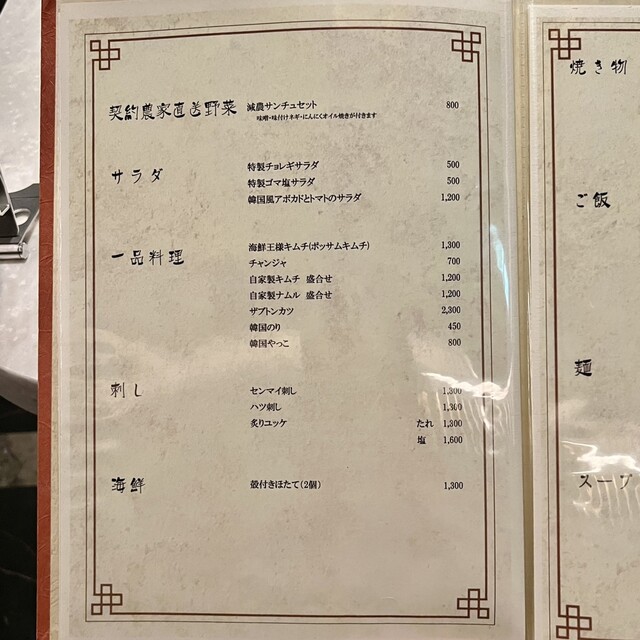 契約農家直送野菜 減農サンチュセット 800
味噌・味付けネギ・にんにくオイル焼きが付きます
サラダ 特製チョレギサラダ 500
特製ゴマ塩サラダ 500
韓国風アボカドとトマトのサラダ 1,200
一品料理 海鮮王様キムチ(ポッサムキムチ) 1,300
チャンジャ 700
自家製キムチ 盛合せ 1,200
自家製ナムル 盛合せ 1,200
ザブトンカツ 2,300
韓国のり 450
韓国やっこ 800
刺し センマイ刺し 1,300
ハツ刺し 1,300
炙りユッケ たれ 1,300
塩 1,600
海鮮 殻付きほたて(2個) 1,300
焼き物
ご飯
麺
スープ